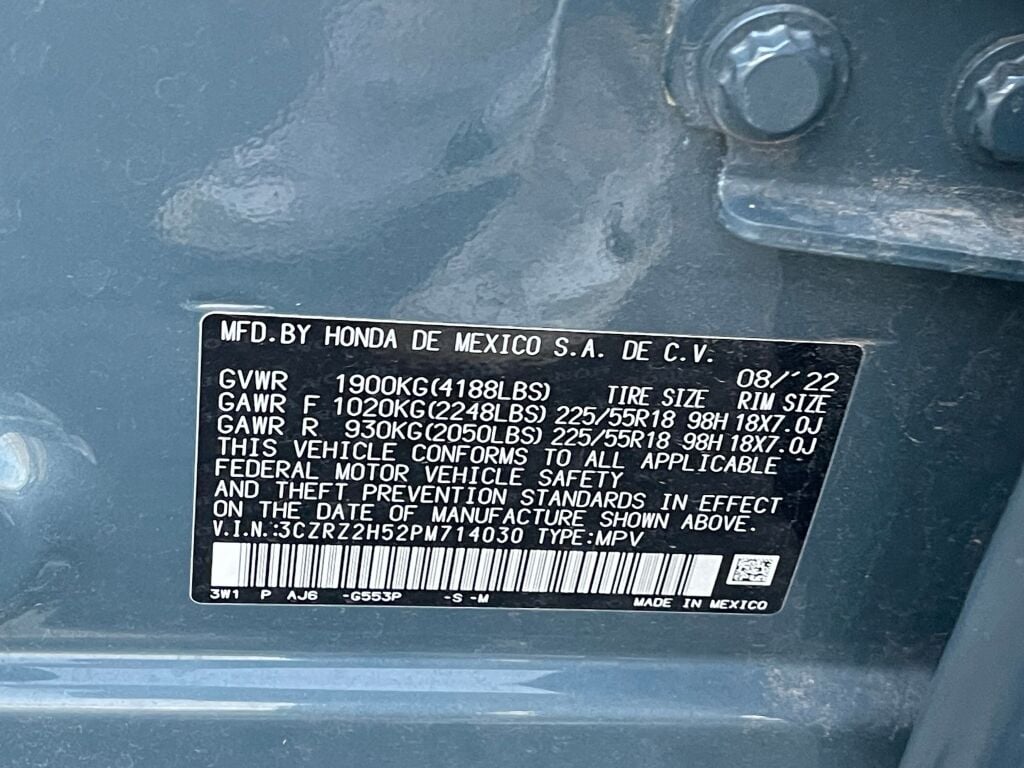 MFD.BY HONDA DE MEXICO S.A. DE C.V.
08/'22
GVWR 1900KG(4188LBS) TIRE SIZE RIM SIZE
GAWR F 1020KG(2248LBS) 225/55R18 98H 18X7.0J
GAWR R 930KG(2050LBS) 225/55R18 98H 18X7.0J
THIS VEHICLE CONFORMS TO ALL APPLICABLE
FEDERAL MOTOR VEHICLE SAFETY
AND THEFT PREVENTION STANDARDS IN EFFECT
ON THE DATE OF MANUFACTURE SHOWN ABOVE.
V.I.N.:3CZRZ2H52PM714030 TYPE:MPV
3W1 P AJ6 -G553P -S -M MADE IN MEXICO